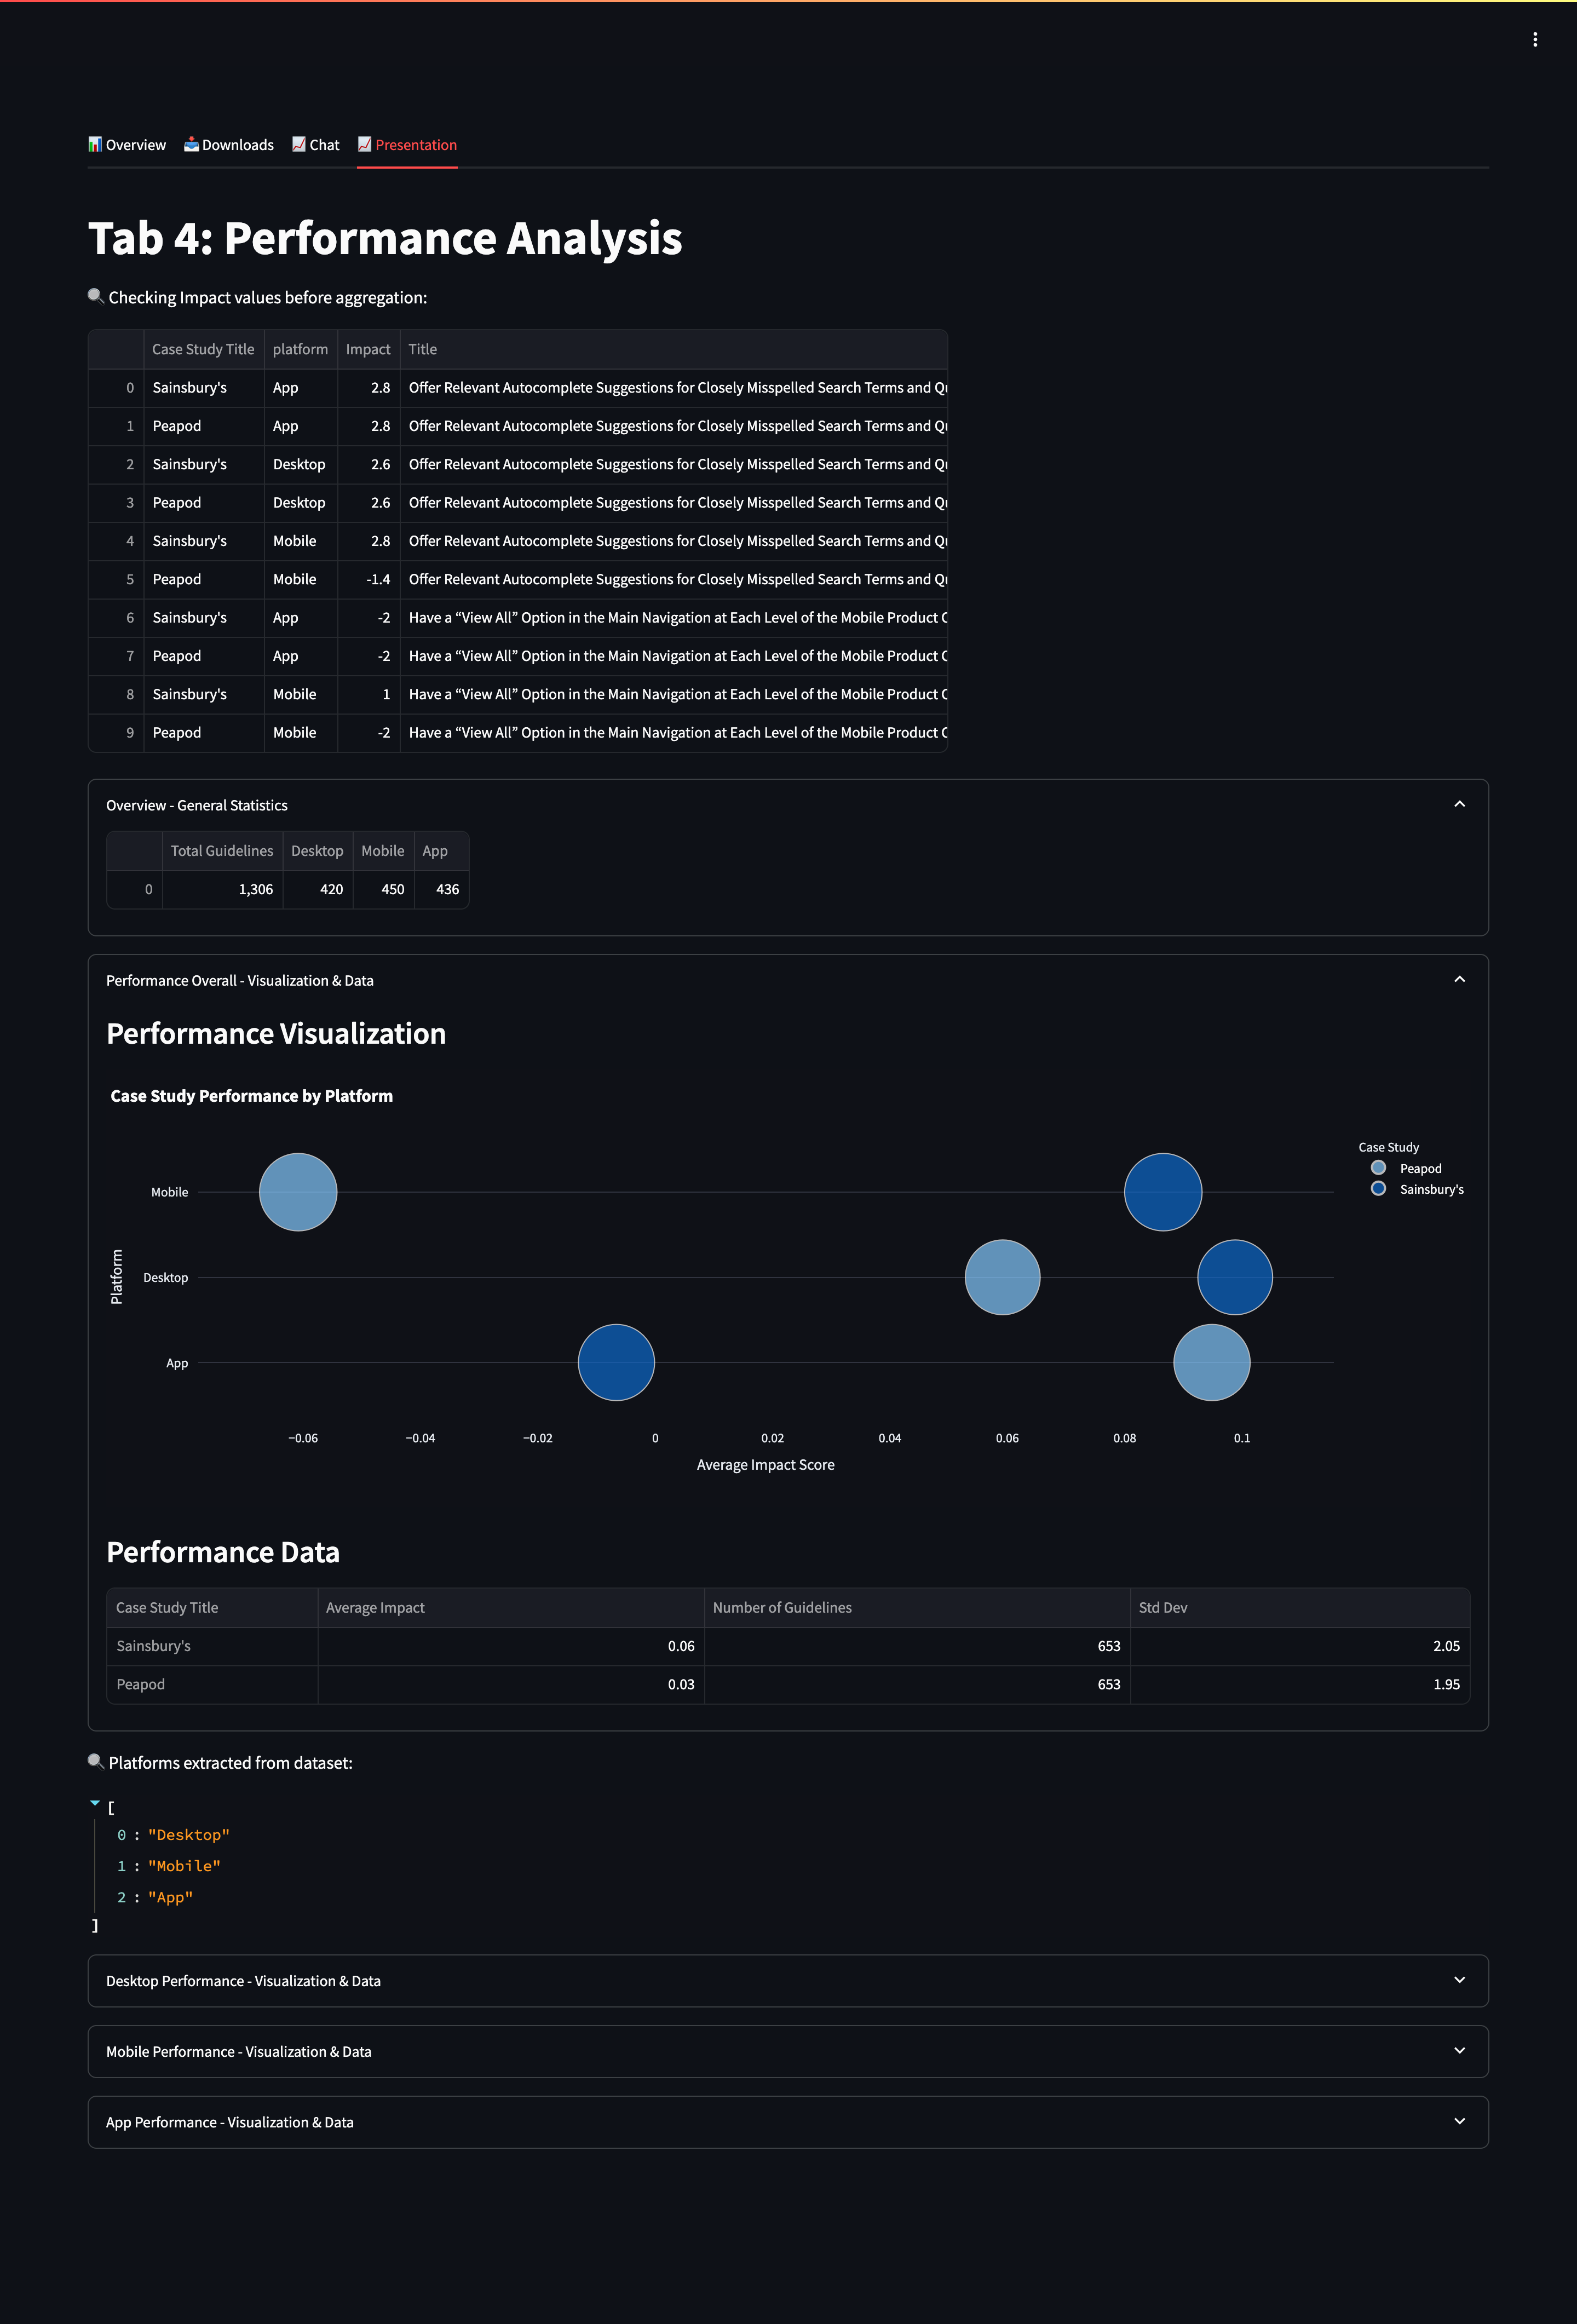 📊 Overview 📥 Downloads 📈 Chat 📈 Presentation
Tab 4: Performance Analysis
🔍 Checking Impact values before aggregation:
Case Study Title platform Impact Title
0 Sainsbury's App 2.8 Offer Relevant Autocomplete Suggestions for Closely Misspelled Search Terms and Qu
1 Peapod App 2.8 Offer Relevant Autocomplete Suggestions for Closely Misspelled Search Terms and Qu
2 Sainsbury's Desktop 2.6 Offer Relevant Autocomplete Suggestions for Closely Misspelled Search Terms and Qu
3 Peapod Desktop 2.6 Offer Relevant Autocomplete Suggestions for Closely Misspelled Search Terms and Qu
4 Sainsbury's Mobile 2.8 Offer Relevant Autocomplete Suggestions for Closely Misspelled Search Terms and Qu
5 Peapod Mobile -1.4 Offer Relevant Autocomplete Suggestions for Closely Misspelled Search Terms and Qu
6 Sainsbury's App -2 Have a “View All” Option in the Main Navigation at Each Level of the Mobile Product C
7 Peapod App -2 Have a “View All” Option in the Main Navigation at Each Level of the Mobile Product C
8 Sainsbury's Mobile 1 Have a “View All” Option in the Main Navigation at Each Level of the Mobile Product C
9 Peapod Mobile -2 Have a “View All” Option in the Main Navigation at Each Level of the Mobile Product C
Overview - General Statistics
Total Guidelines Desktop Mobile App
0 1,306 420 450 436
Performance Overall - Visualization & Data
Performance Visualization
Case Study Performance by Platform
Case Study
Peapod
Sainsbury's
Platform
Mobile
Desktop
App
−0.06 −0.04 −0.02 0 0.02 0.04 0.06 0.08 0.1
Average Impact Score
Performance Data
Case Study Title Average Impact Number of Guidelines Std Dev
Sainsbury's 0.06 653 2.05
Peapod 0.03 653 1.95
🔍 Platforms extracted from dataset:
[
0 : "Desktop"
1 : "Mobile"
2 : "App"
]
Desktop Performance - Visualization & Data
Mobile Performance - Visualization & Data
App Performance - Visualization & Data